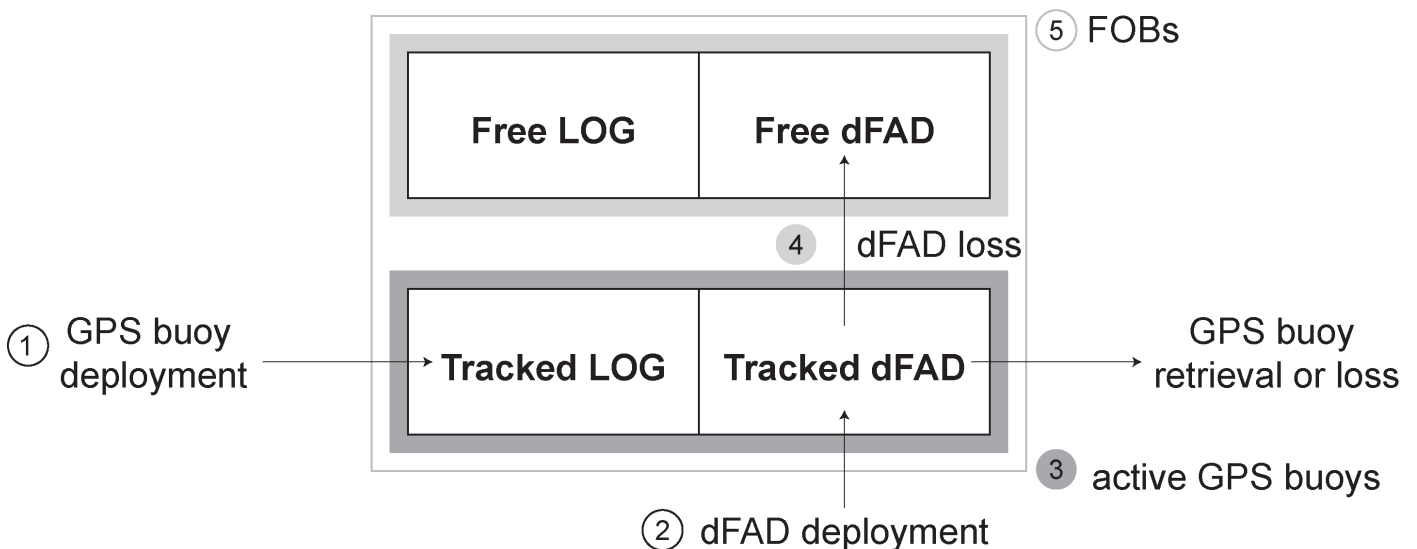 5 FOBs
Free LOG
Free dFAD
4 dFAD loss
1 GPS buoy
deployment
Tracked LOG
Tracked dFAD
GPS buoy
retrieval or loss
3 active GPS buoys
2 dFAD deployment